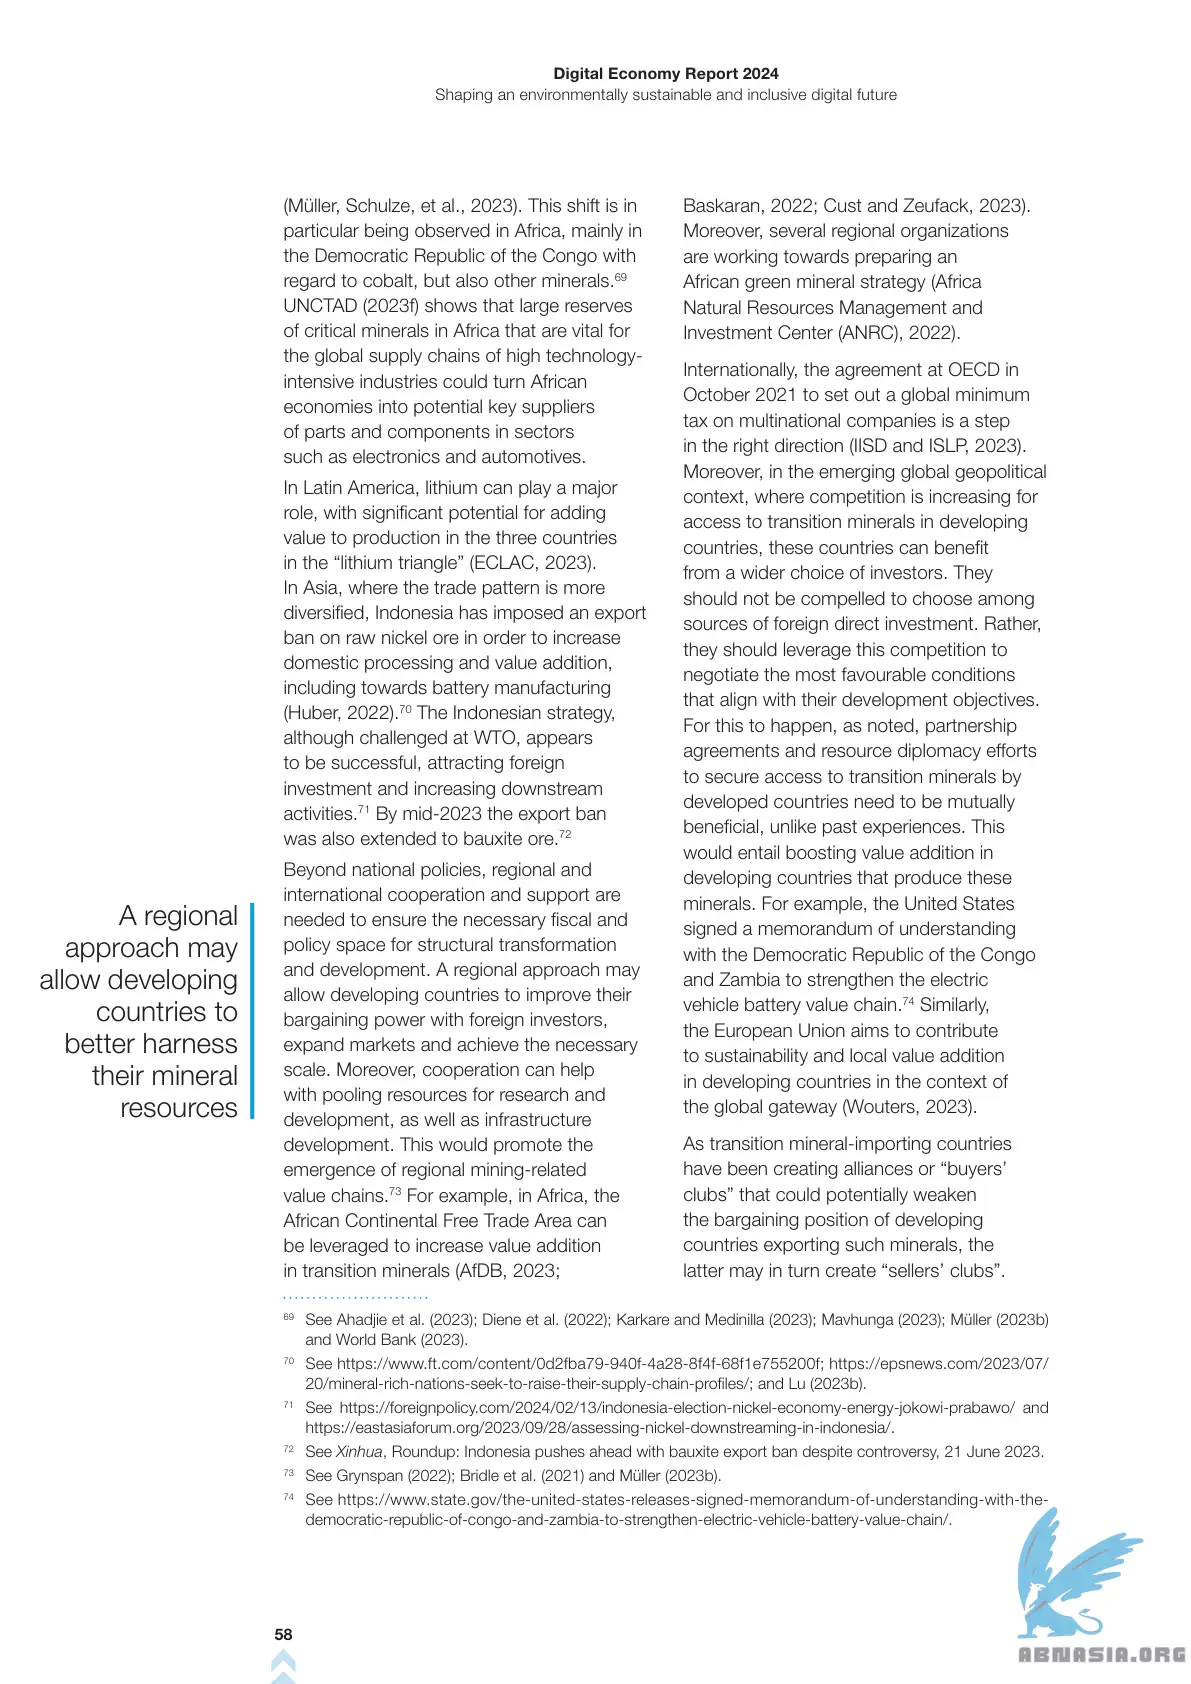 Digital Economy Report 2024
Shaping an environmentally sustainable and inclusive digital future
(Müller, Schulze, et al., 2023). This shift is in
particular being observed in Africa, mainly in
the Democratic Republic of the Congo with
regard to cobalt, but also other minerals.69
UNCTAD (2023f) shows that large reserves
of critical minerals in Africa that are vital for
the global supply chains of high technology-
intensive industries could turn African
economies into potential key suppliers
of parts and components in sectors
such as electronics and automotives.
In Latin America, lithium can play a major
role, with significant potential for adding
value to production in the three countries
in the “lithium triangle” (ECLAC, 2023).
In Asia, where the trade pattern is more
diversified, Indonesia has imposed an export
ban on raw nickel ore in order to increase
domestic processing and value addition,
including towards battery manufacturing
(Huber, 2022).70 The Indonesian strategy,
although challenged at WTO, appears
to be successful, attracting foreign
investment and increasing downstream
activities.71 By mid-2023 the export ban
was also extended to bauxite ore.72
Beyond national policies, regional and
international cooperation and support are
needed to ensure the necessary fiscal and
policy space for structural transformation
and development. A regional approach may
allow developing countries to improve their
bargaining power with foreign investors,
expand markets and achieve the necessary
scale. Moreover, cooperation can help
with pooling resources for research and
development, as well as infrastructure
development. This would promote the
emergence of regional mining-related
value chains.73 For example, in Africa, the
African Continental Free Trade Area can
be leveraged to increase value addition
in transition minerals (AfDB, 2023;
A regional
approach may
allow developing
countries to
better harness
their mineral
resources
Baskaran, 2022; Cust and Zeufack, 2023).
Moreover, several regional organizations
are working towards preparing an
African green mineral strategy (Africa
Natural Resources Management and
Investment Center (ANRC), 2022).
Internationally, the agreement at OECD in
October 2021 to set out a global minimum
tax on multinational companies is a step
in the right direction (IISD and ISLP, 2023).
Moreover, in the emerging global geopolitical
context, where competition is increasing for
access to transition minerals in developing
countries, these countries can benefit
from a wider choice of investors. They
should not be compelled to choose among
sources of foreign direct investment. Rather,
they should leverage this competition to
negotiate the most favourable conditions
that align with their development objectives.
For this to happen, as noted, partnership
agreements and resource diplomacy efforts
to secure access to transition minerals by
developed countries need to be mutually
beneficial, unlike past experiences. This
would entail boosting value addition in
developing countries that produce these
minerals. For example, the United States
signed a memorandum of understanding
with the Democratic Republic of the Congo
and Zambia to strengthen the electric
vehicle battery value chain.74 Similarly,
the European Union aims to contribute
to sustainability and local value addition
in developing countries in the context of
the global gateway (Wouters, 2023).
As transition mineral-importing countries
have been creating alliances or “buyers’
clubs” that could potentially weaken
the bargaining position of developing
countries exporting such minerals, the
latter may in turn create “sellers’ clubs”.
69 See Ahadjie et al. (2023); Diene et al. (2022); Karkare and Medinilla (2023); Mavhunga (2023); Müller (2023b)
and World Bank (2023).
70 See https://www.ft.com/content/0d2fba79-940f-4a28-8f4f-68f1e755200f; https://epsnews.com/2023/07/
20/mineral-rich-nations-seek-to-raise-their-supply-chain-profiles/; and Lu (2023b).
71 See https://foreignpolicy.com/2024/02/13/indonesia-election-nickel-economy-energy-jokowi-prabawo/ and
https://eastasiaforum.org/2023/09/28/assessing-nickel-downstreaming-in-indonesia/.
72 See Xinhua, Roundup: Indonesia pushes ahead with bauxite export ban despite controversy, 21 June 2023.
73 See Grynspan (2022); Bridle et al. (2021) and Müller (2023b).
74 See https://www.state.gov/the-united-states-releases-signed-memorandum-of-understanding-with-the-
democratic-republic-of-congo-and-zambia-to-strengthen-electric-vehicle-battery-value-chain/.
58
ABNASIA.ORG